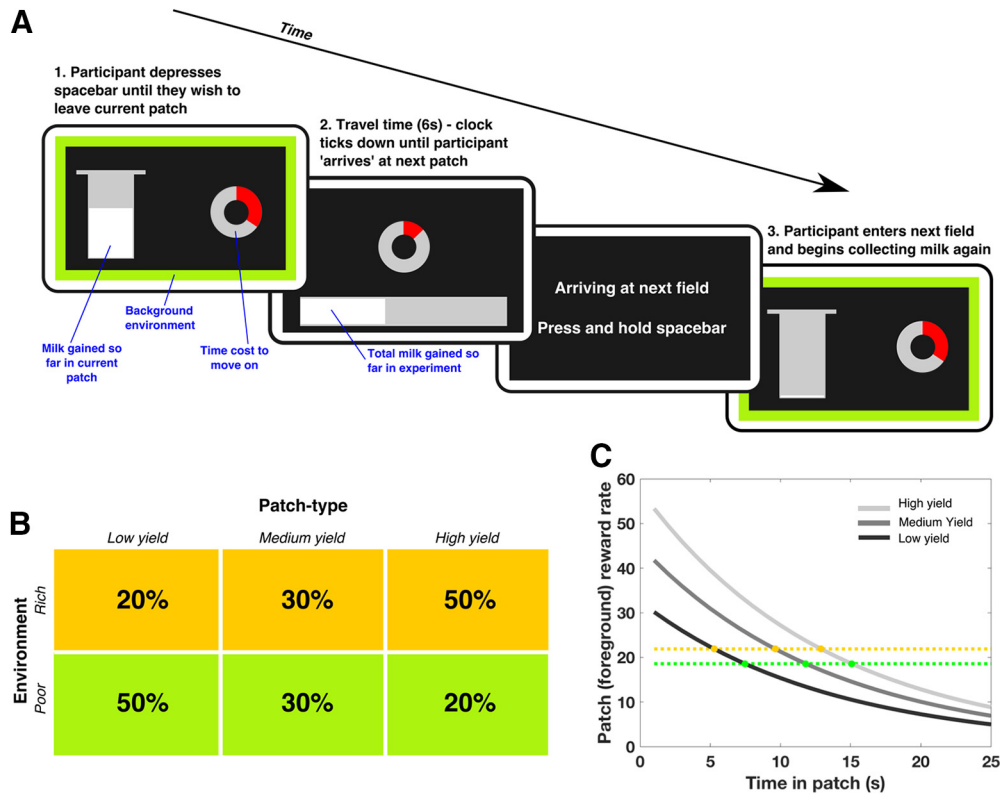 A
Time
1. Participant depresses
spacebar until they wish to
leave current patch
2. Travel time (6s) - clock
ticks down until participant
'arrives' at next patch
Arriving at next field
Press and hold spacebar
3. Participant enters next field
and begins collecting milk again
Background
environment
Milk gained so
far in current
patch
Time cost to
move on
Total milk gained so
far in experiment
B
Patch-type
Low yield
Medium yield
High yield
Environment
Rich
20%
30%
50%
Poor
50%
30%
20%
C
Patch (foreground) reward rate
60
50
40
30
20
10
0
High yield
Medium Yield
Low yield
0
5
10
15
20
25
Time in patch (s)